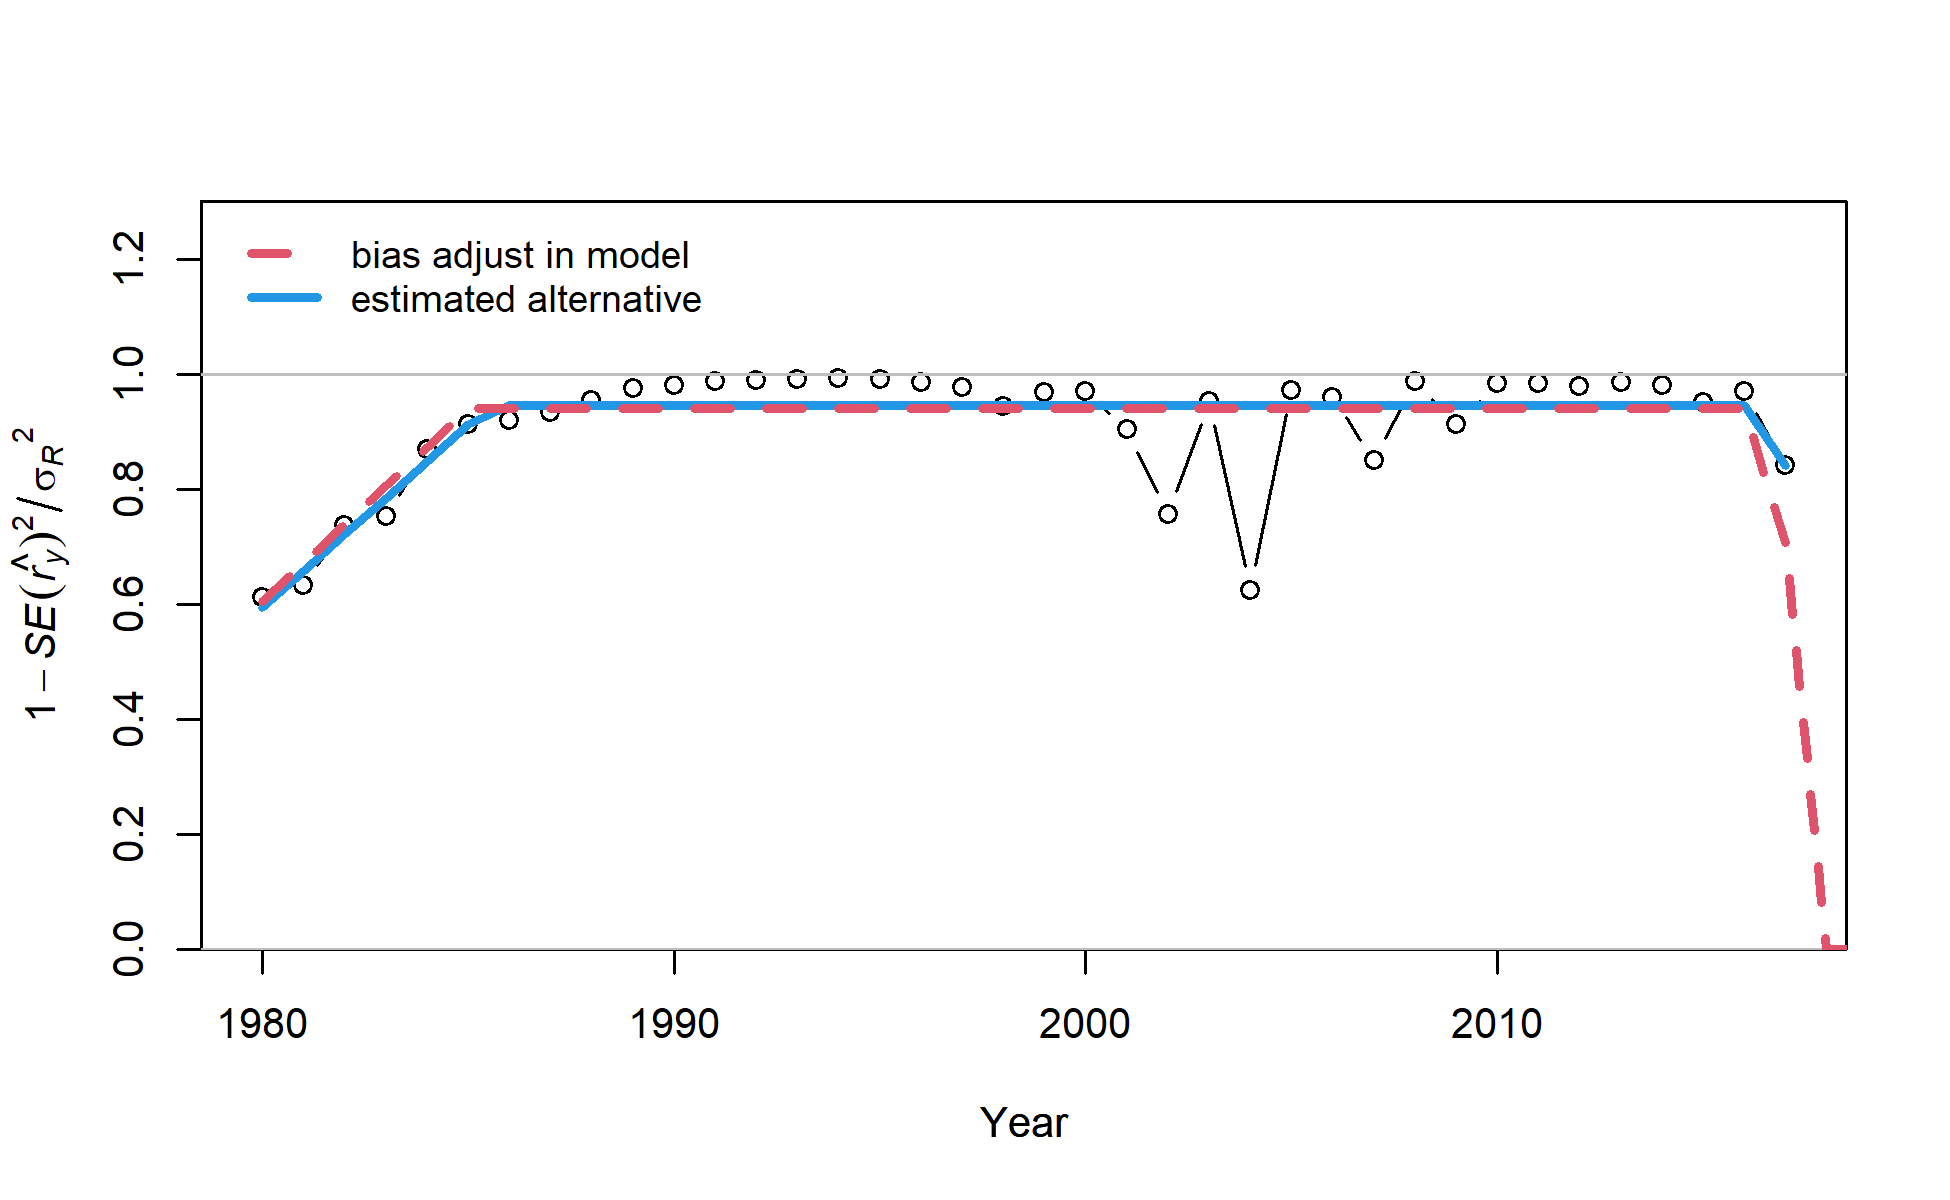 bias adjust in model
estimated alternative
1 − SE(r̂y)² / σR²
1.2
1.0
0.8
0.6
0.4
0.2
0.0
1980 1990 2000 2010
Year